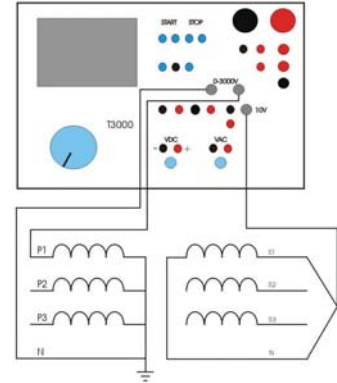 START STOP
0-3000V
10V
T3000
VDC
- +
VAC
P1
P2
P3
N
S1
S2
S3
N